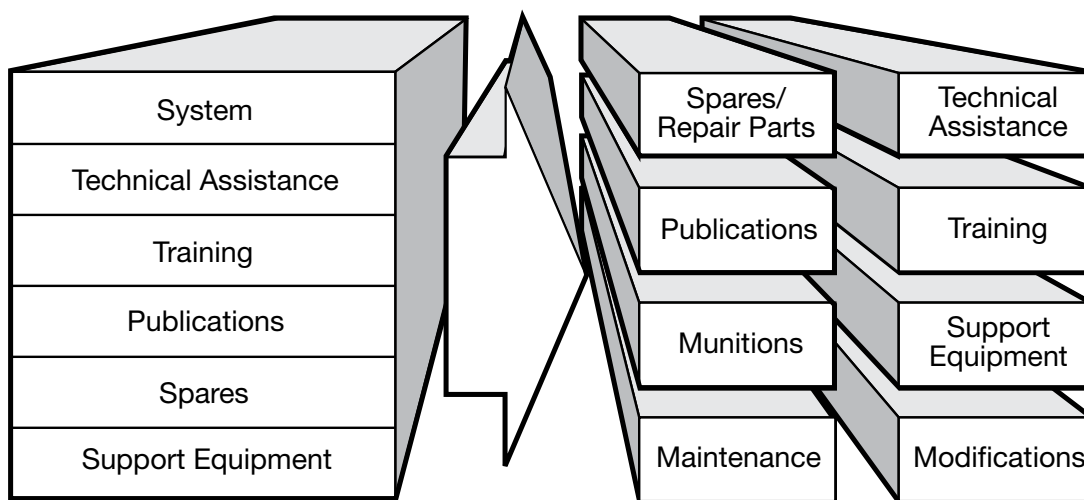 System
Technical Assistance
Training
Publications
Spares
Support Equipment
Spares/
Repair Parts
Publications
Munitions
Maintenance
Technical
Assistance
Training
Support
Equipment
Modifications